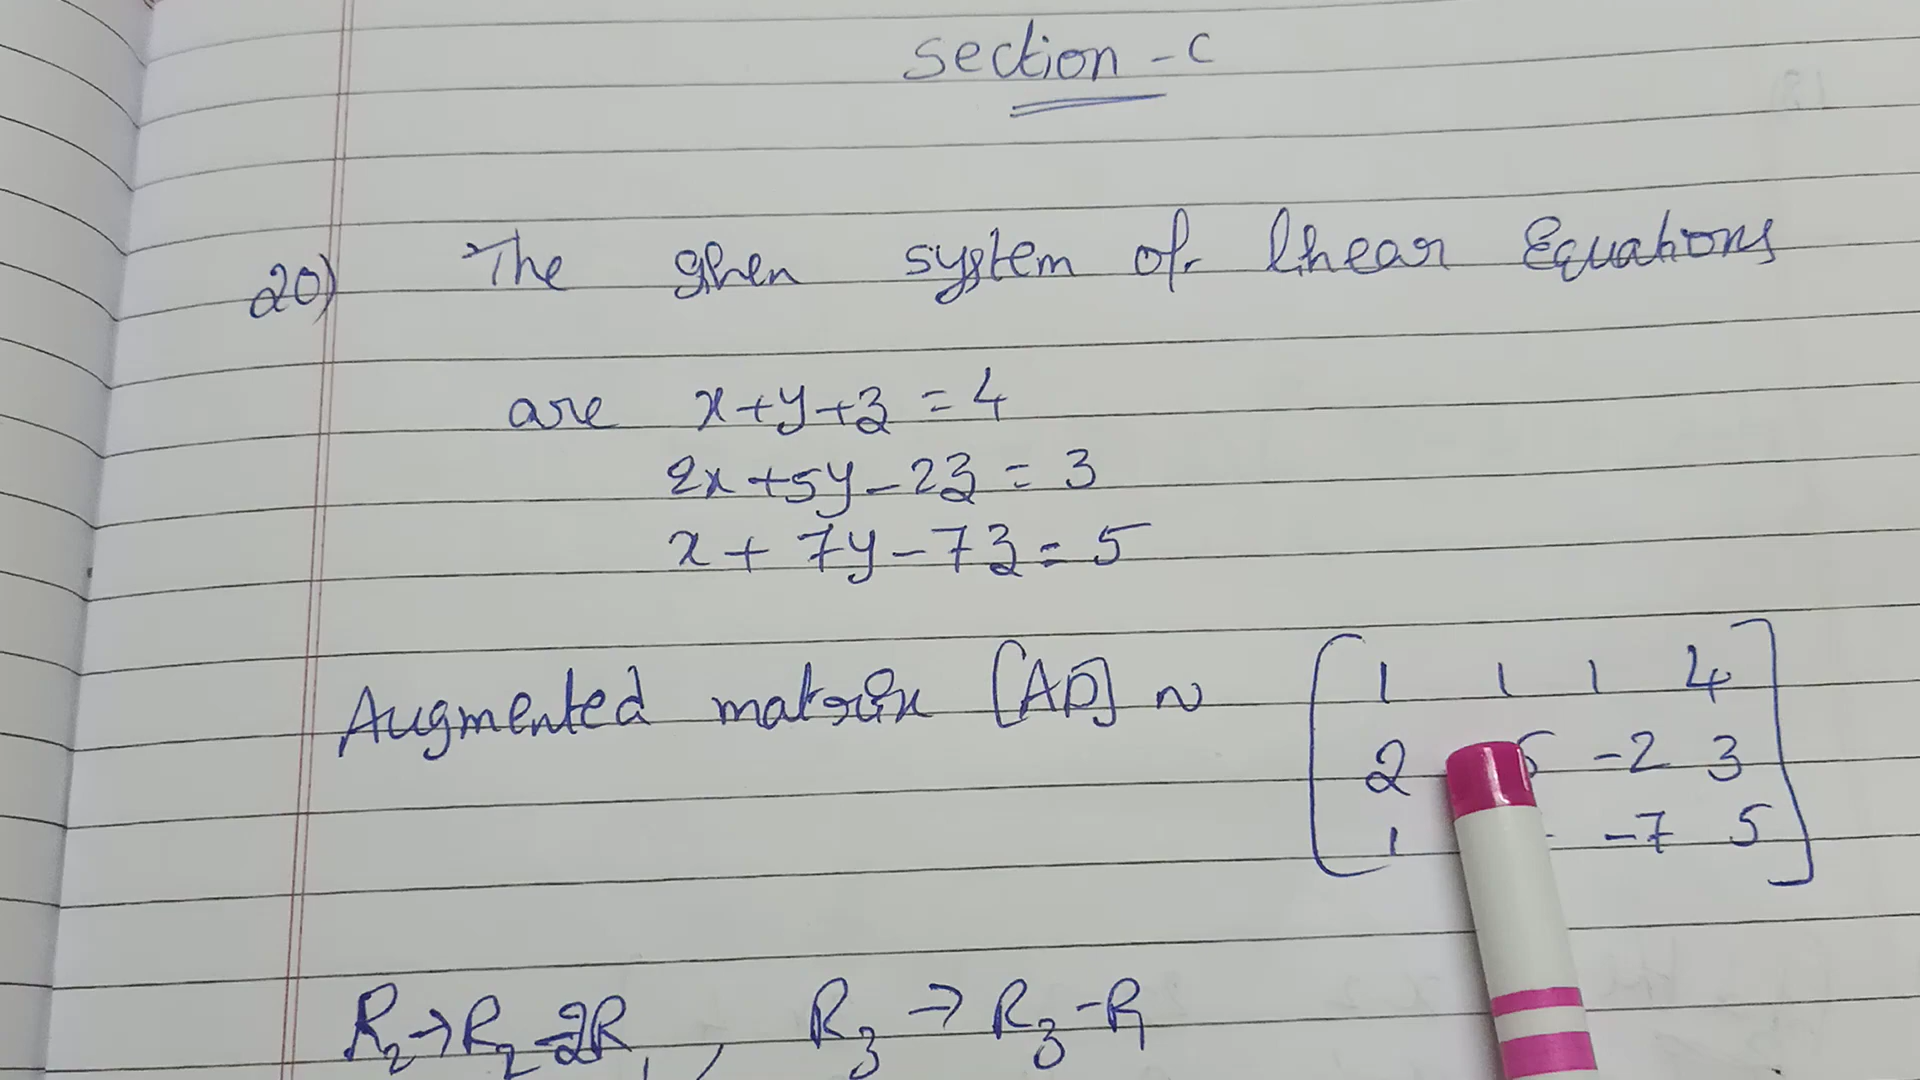 Section - C
20) The given system of linear Equations
are x+y+z = 4
2x+5y-2z = 3
x + 7y-7z = 5
Augmented matrix [AD] ~ [ 1 1 1 4
2 5 -2 3
1 -7 5 ]
R2→R2-2R1, R3 → R3-R1